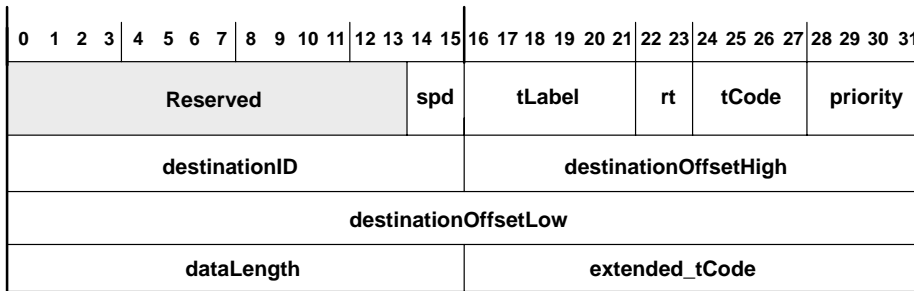 0 1 2 3 4 5 6 7 8 9 10 11 12 13 14 15 16 17 18 19 20 21 22 23 24 25 26 27 28 29 30 31
Reserved spd tLabel rt tCode priority
destinationID destinationOffsetHigh
destinationOffsetLow
dataLength extended_tCode